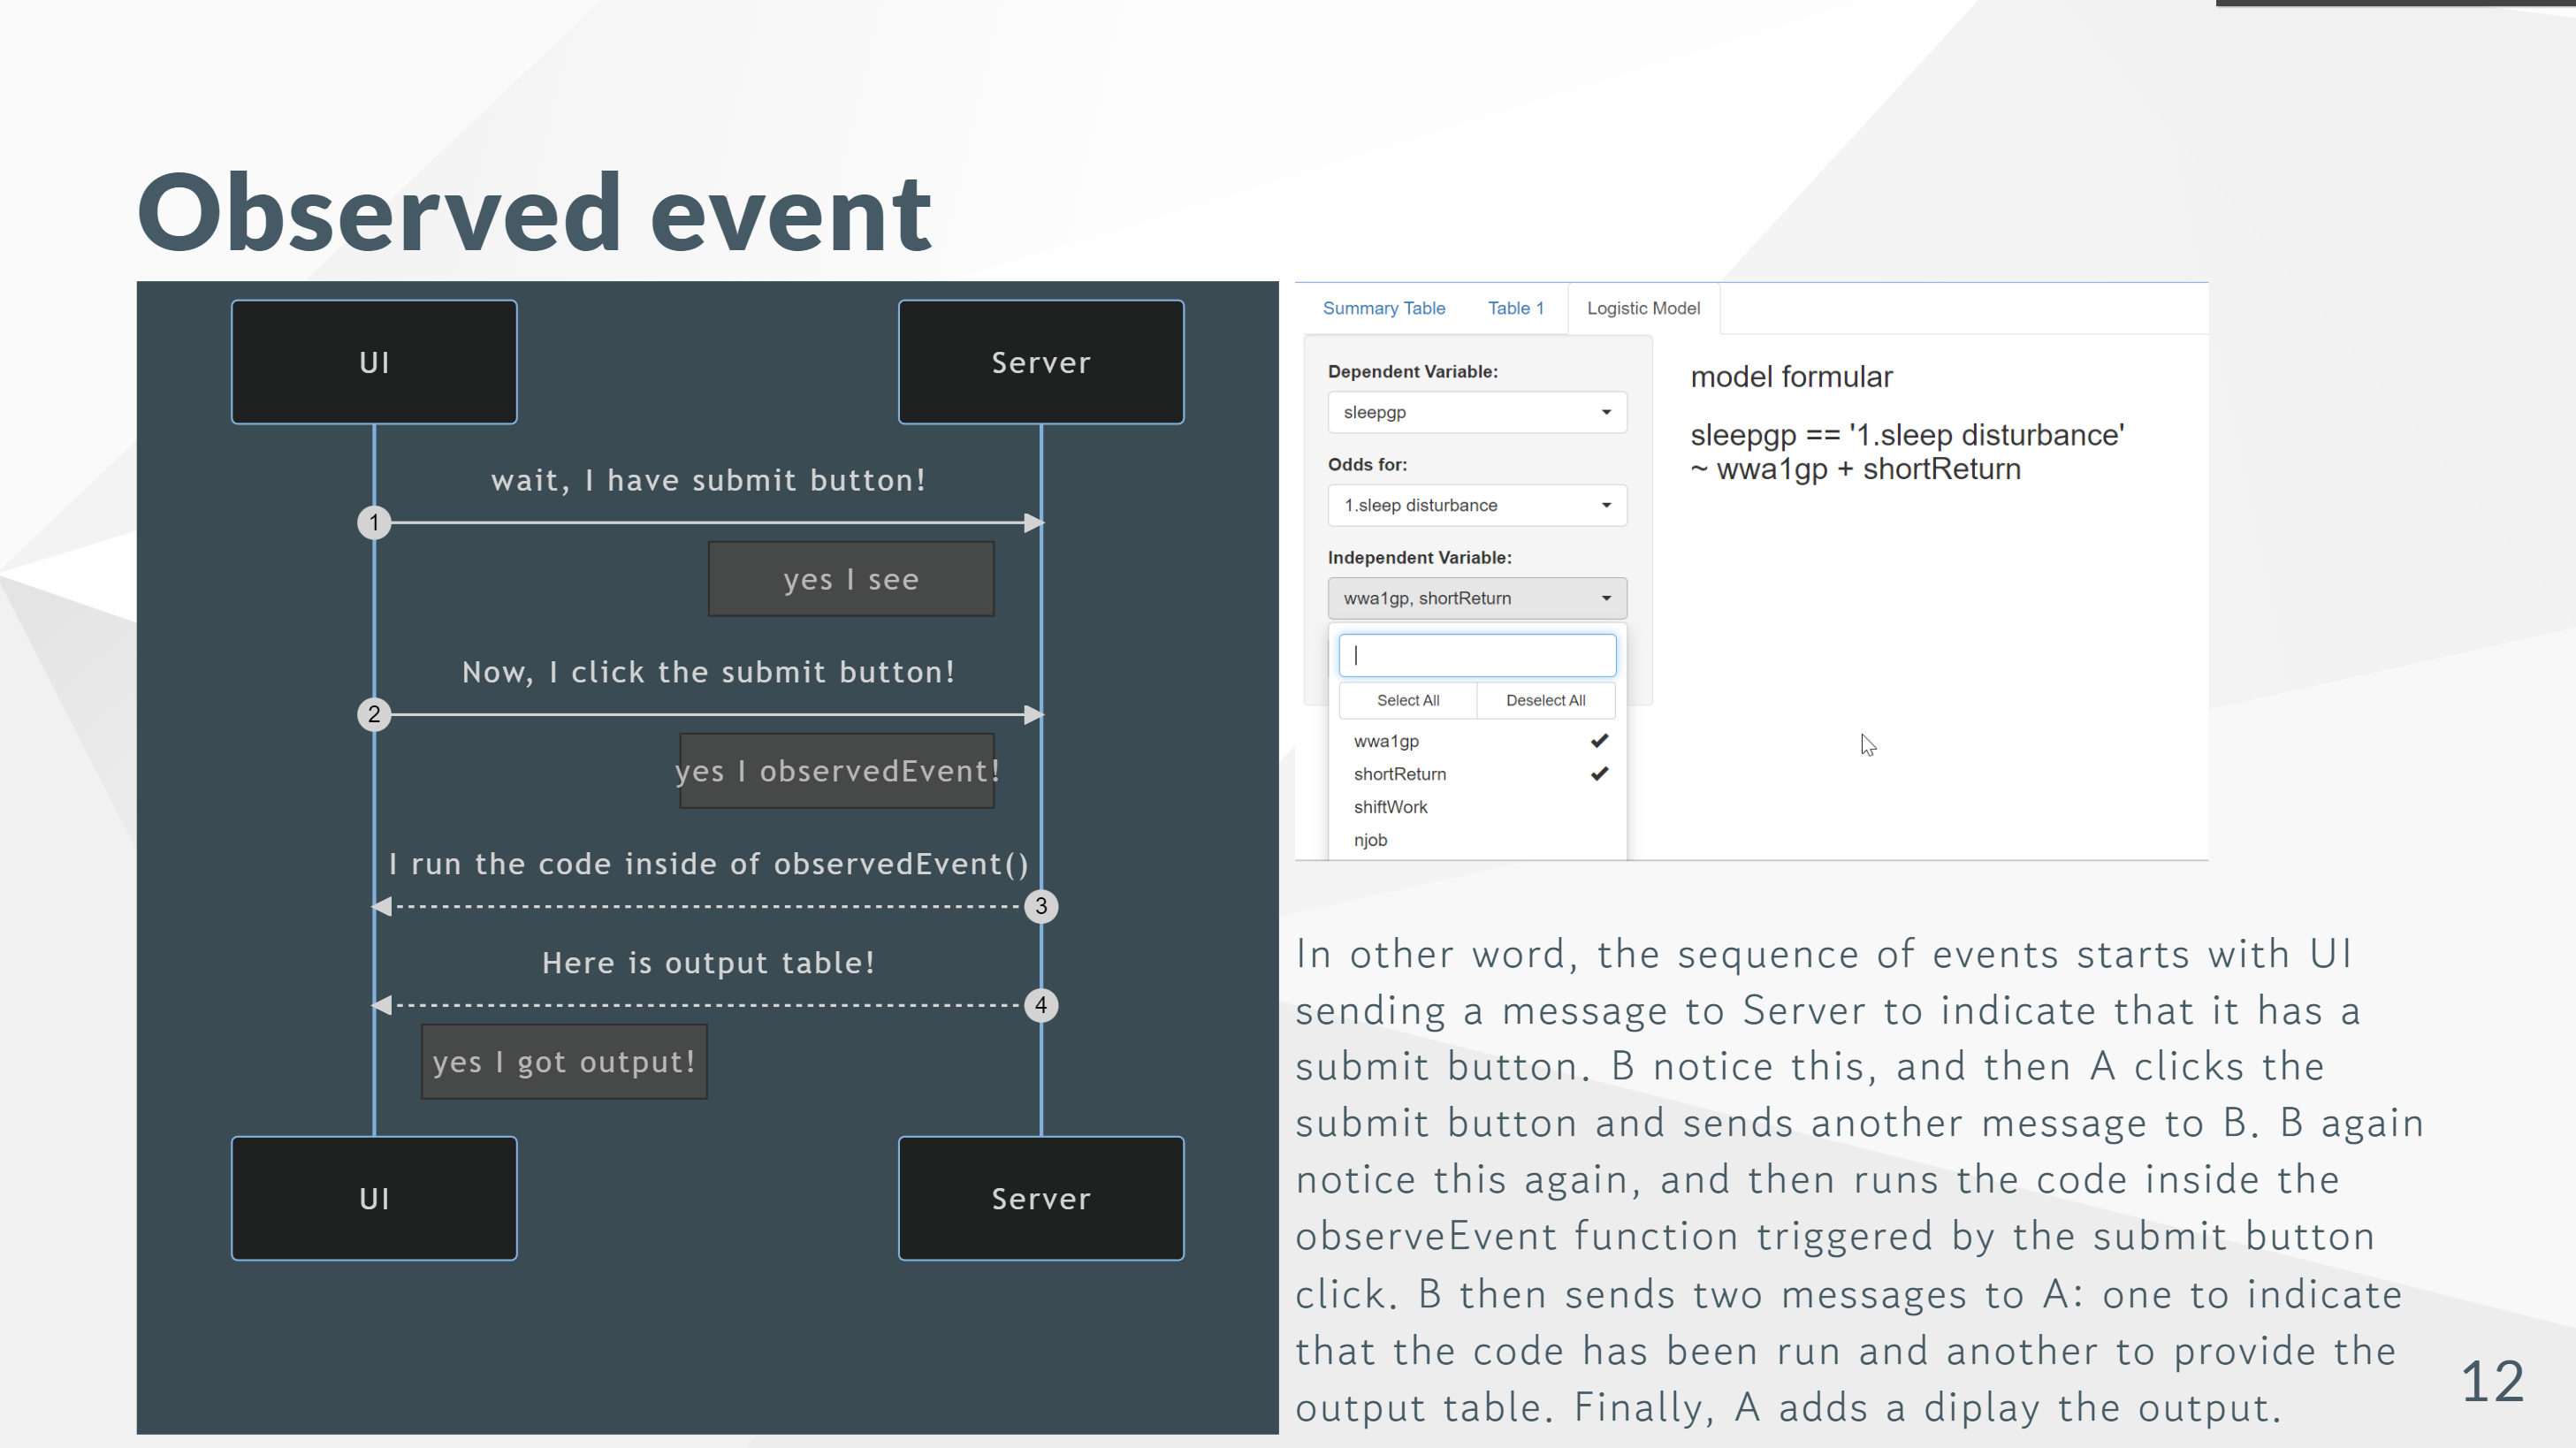 Observed event
UI
Server
wait, I have submit button!
1
yes I see
Now, I click the submit button!
2
yes I observedEvent!
I run the code inside of observedEvent()
3
Here is output table!
4
yes I got output!
UI
Server
Summary Table
Table 1
Logistic Model
Dependent Variable:
sleepgp
Odds for:
1.sleep disturbance
Independent Variable:
wwa1gp, shortReturn
Select All
Deselect All
wwa1gp
shortReturn
shiftWork
njob
model formular
sleepgp == '1.sleep disturbance'
~ wwa1gp + shortReturn
In other word, the sequence of events starts with UI
sending a message to Server to indicate that it has a
submit button. B notice this, and then A clicks the
submit button and sends another message to B. B again
notice this again, and then runs the code inside the
observeEvent function triggered by the submit button
click. B then sends two messages to A: one to indicate
that the code has been run and another to provide the
output table. Finally, A adds a diplay the output.
12